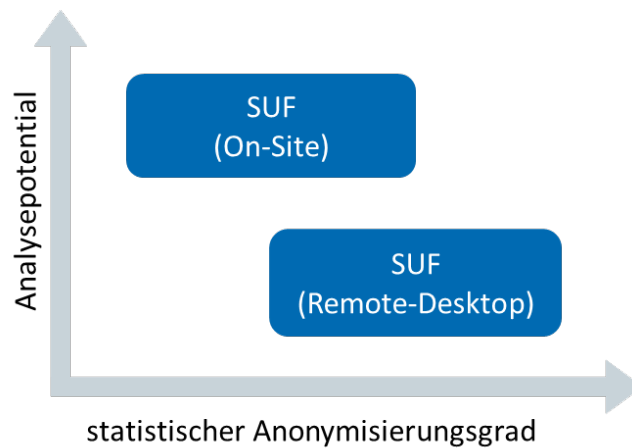 Analysepotential
SUF
(On-Site)
SUF
(Remote-Desktop)
statistischer Anonymisierungsgrad